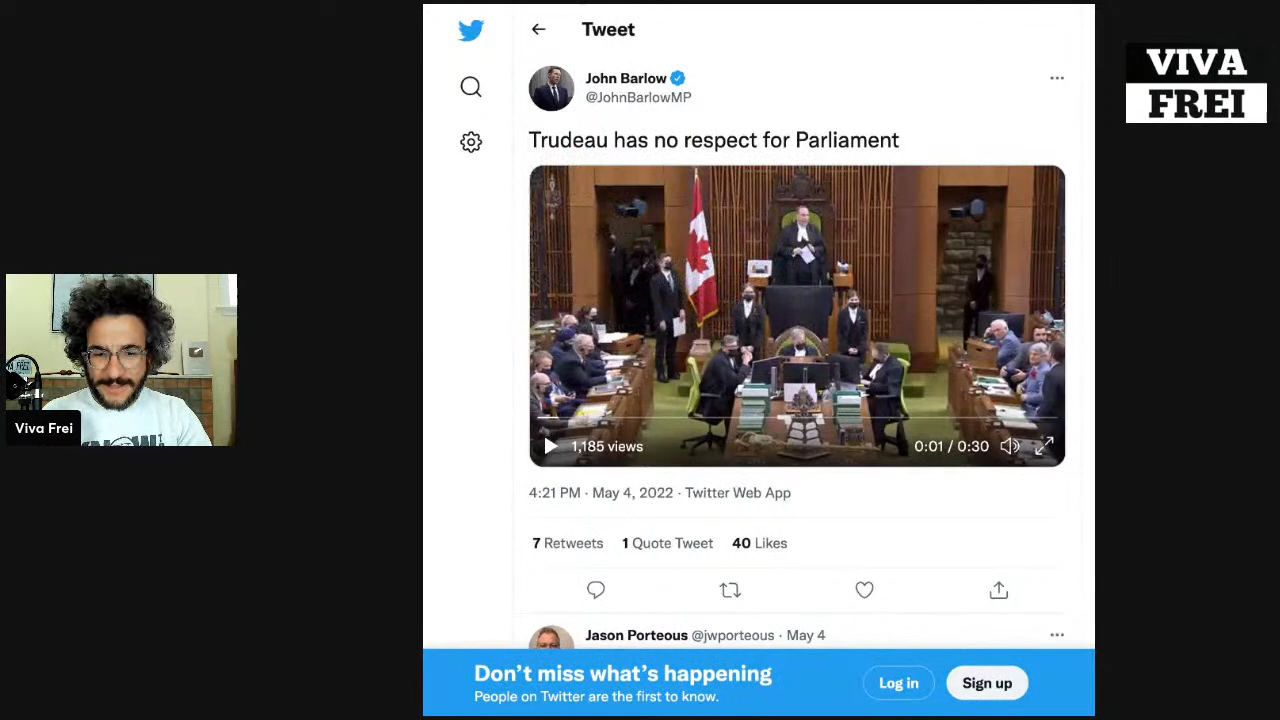 Tweet
John Barlow
@JohnBarlowMP
Trudeau has no respect for Parliament
1,185 views
0:01 / 0:30
4:21 PM · May 4, 2022 · Twitter Web App
7 Retweets 1 Quote Tweet 40 Likes
Jason Porteous @jwporteous · May 4
Don't miss what's happening
People on Twitter are the first to know.
Log in
Sign up
VIVA
FREI
Viva Frei